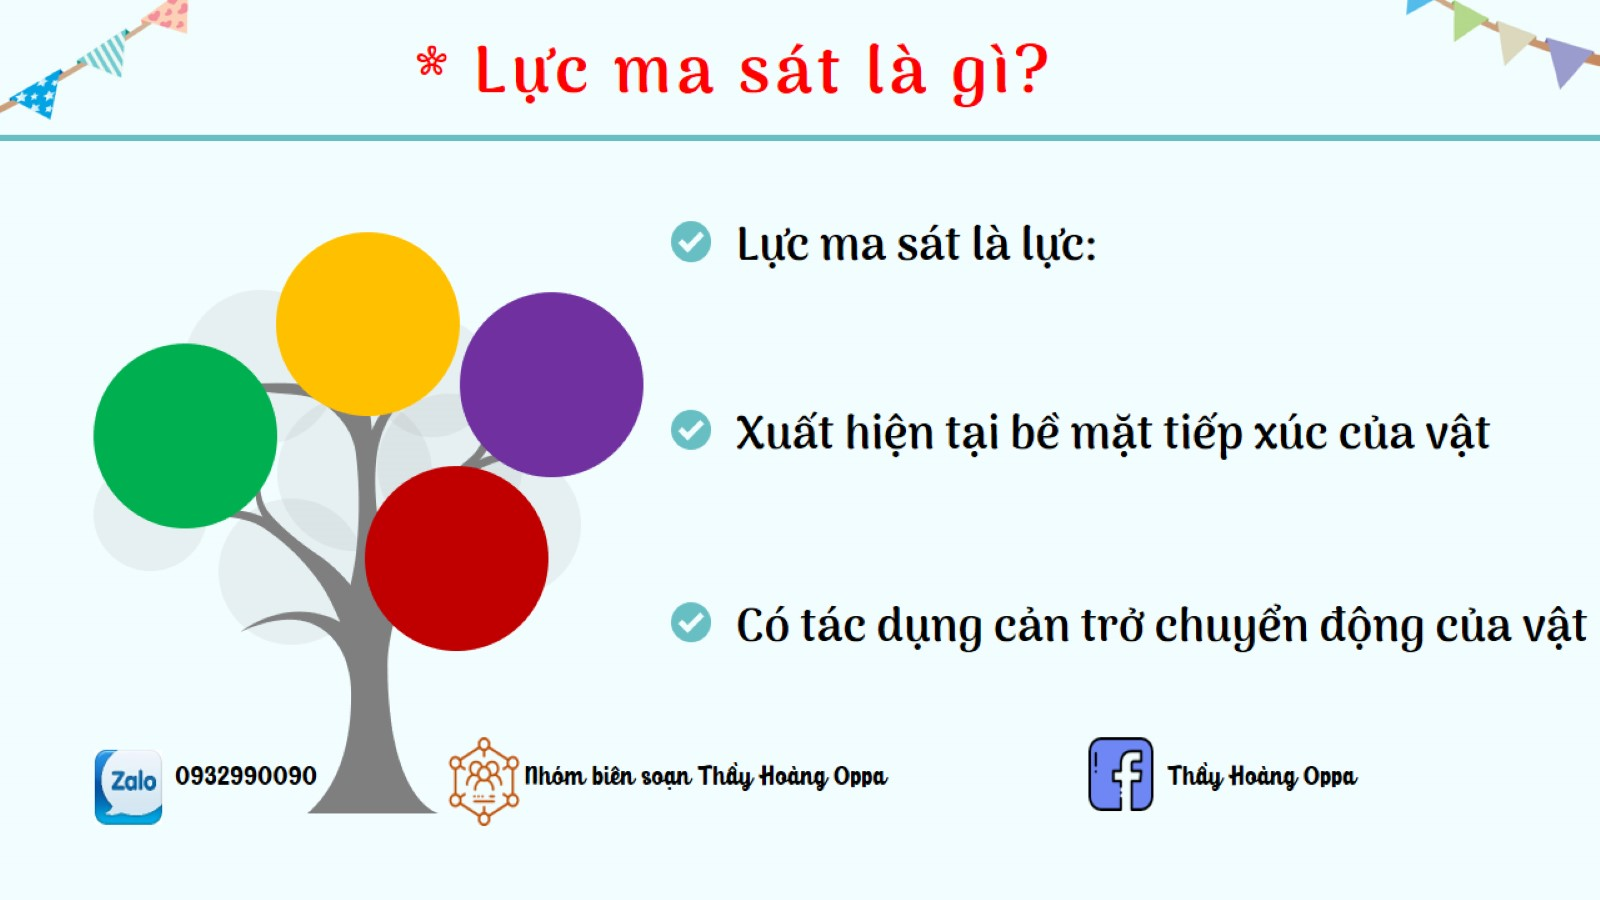 Lực ma sát là gì?
Lực ma sát là lực:
Xuất hiện tại bề mặt tiếp xúc của vật
Có tác dụng cản trở chuyển động của vật
Zalo 0932990090
Nhóm biên soạn Thầy Hoàng Oppa
Thầy Hoàng Oppa